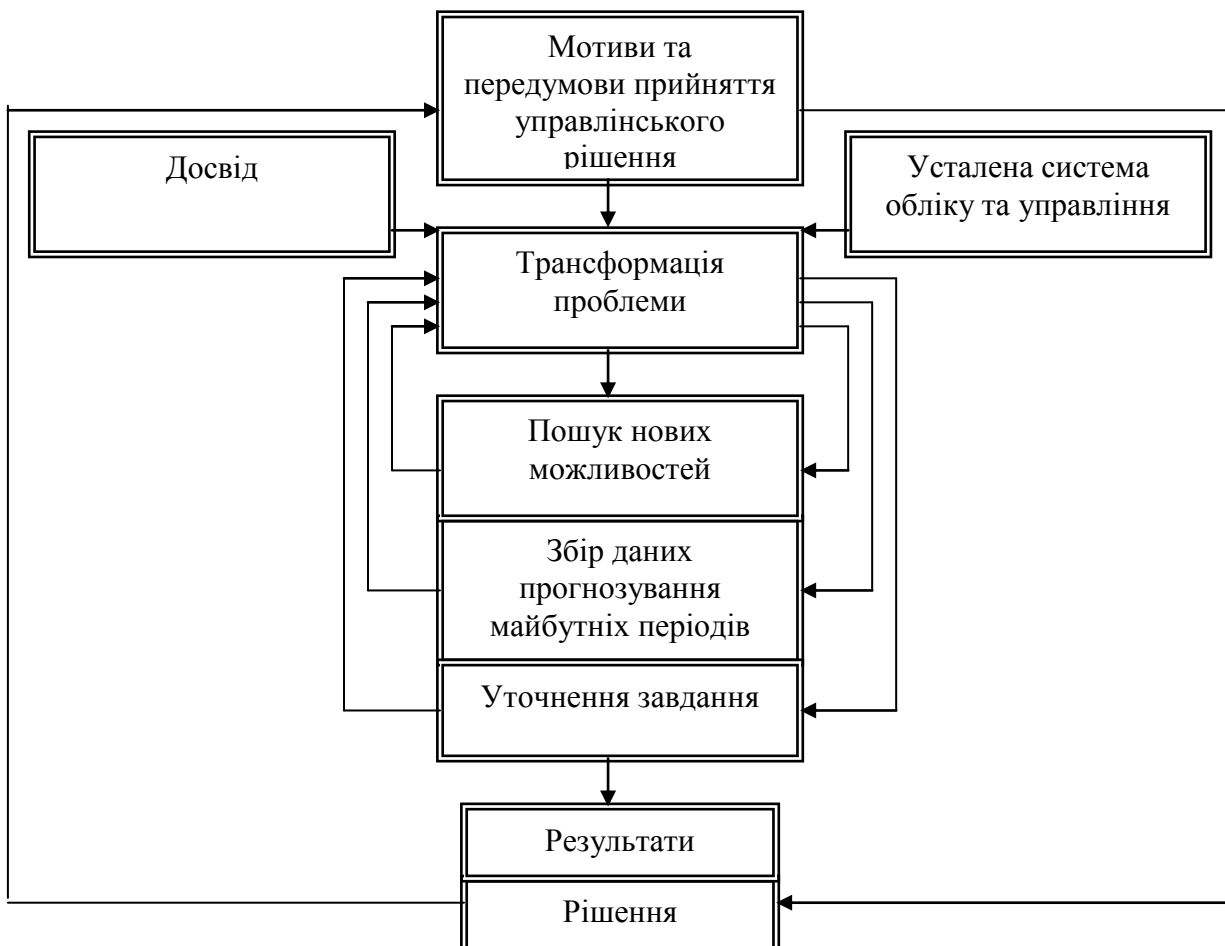 Мотиви та
передумови прийняття
управлінського
рішення
Досвід
Усталена система
обліку та управління
Трансформація
проблеми
Пошук нових
можливостей
Збір даних
прогнозування
майбутніх періодів
Уточнення завдання
Результати
Рішення